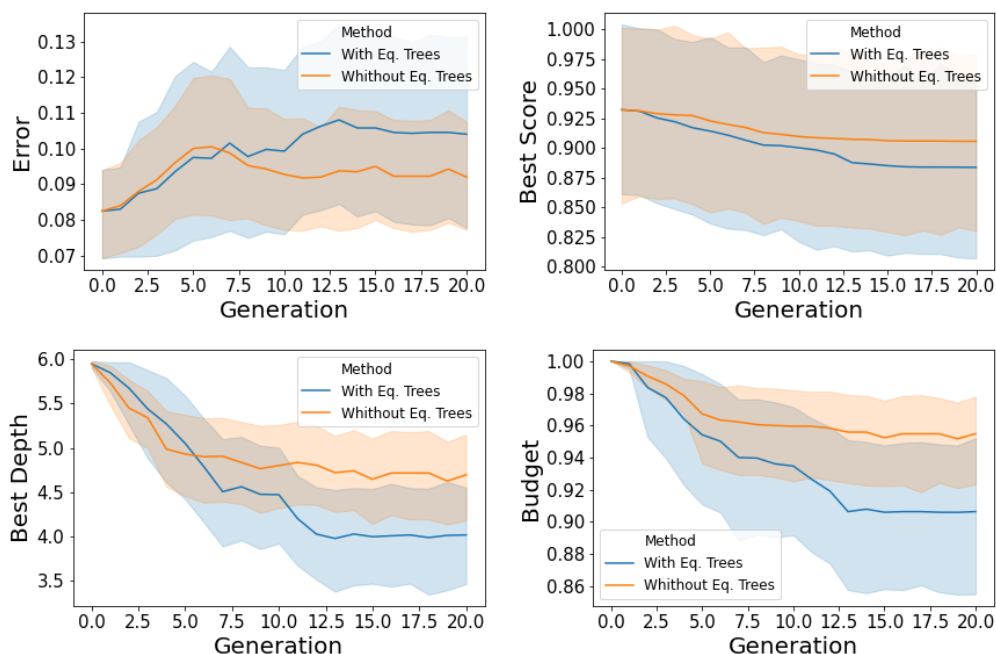 Error
0.13
0.12
0.11
0.10
0.09
0.08
0.07
Method
With Eq. Trees
Whithout Eq. Trees
0.0 2.5 5.0 7.5 10.0 12.5 15.0 17.5 20.0
Generation
Best Score
1.000
0.975
0.950
0.925
0.900
0.875
0.850
0.825
0.800
Method
With Eq. Trees
Whithout Eq. Trees
0.0 2.5 5.0 7.5 10.0 12.5 15.0 17.5 20.0
Generation
Best Depth
6.0
5.5
5.0
4.5
4.0
3.5
Method
With Eq. Trees
Whithout Eq. Trees
0.0 2.5 5.0 7.5 10.0 12.5 15.0 17.5 20.0
Generation
Budget
1.00
0.98
0.96
0.94
0.92
0.90
0.88
0.86
Method
With Eq. Trees
Whithout Eq. Trees
0.0 2.5 5.0 7.5 10.0 12.5 15.0 17.5 20.0
Generation